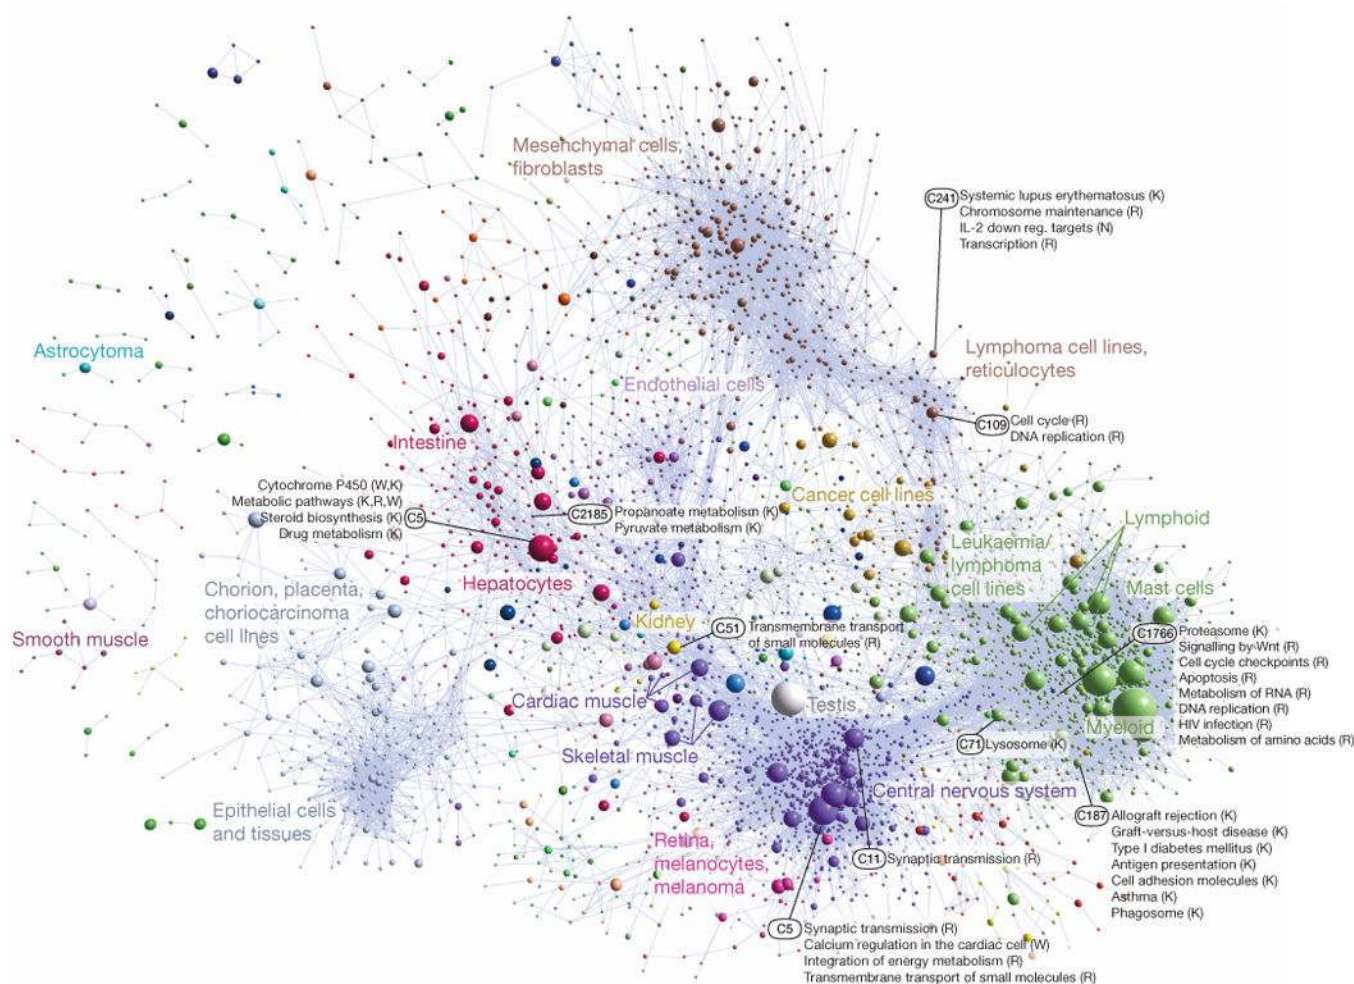 Mesenchymal cells,
fibroblasts
C241
Systemic lupus erythematosus (K)
Chromosome maintenance (R)
IL-2 down reg. targets (N)
Transcription (R)
Astrocytoma
Lymphoma cell lines,
reticulocytes
Endothelial cells
C109
Cell cycle (R)
DNA replication (R)
Intestine
Cytochrome P450 (W,K)
Metabolic pathways (K,R,W)
Steroid biosynthesis (K)
Drug metabolism (K)
C5
C2185
Propanoate metabolism (K)
Pyruvate metabolism (K)
Cancer cell lines
Lymphoid
Leukaemia/
lymphoma
cell lines
Mast cells
Hepatocytes
Chorion, placenta,
choriocarcinoma
cell lines
Smooth muscle
Kidney
C51
Transmembrane transport
of small molecules (R)
C1766
Proteasome (K)
Signalling by Wnt (R)
Cell cycle checkpoints (R)
Apoptosis (R)
Metabolism of RNA (R)
DNA replication (R)
HIV infection (R)
Metabolism of amino acids (R)
Cardiac muscle
Testis
Myeloid
Skeletal muscle
C71
Lysosome (K)
Central nervous system
Epithelial cells
and tissues
Retina,
melanocytes,
melanoma
C187
Allograft rejection (K)
Graft-versus-host disease (K)
Type I diabetes mellitus (K)
Antigen presentation (K)
Cell adhesion molecules (K)
Asthma (K)
Phagosome (K)
C11
Synaptic transmission (R)
C5
Synaptic transmission (R)
Calcium regulation in the cardiac cell (W)
Integration of energy metabolism (R)
Transmembrane transport of small molecules (R)